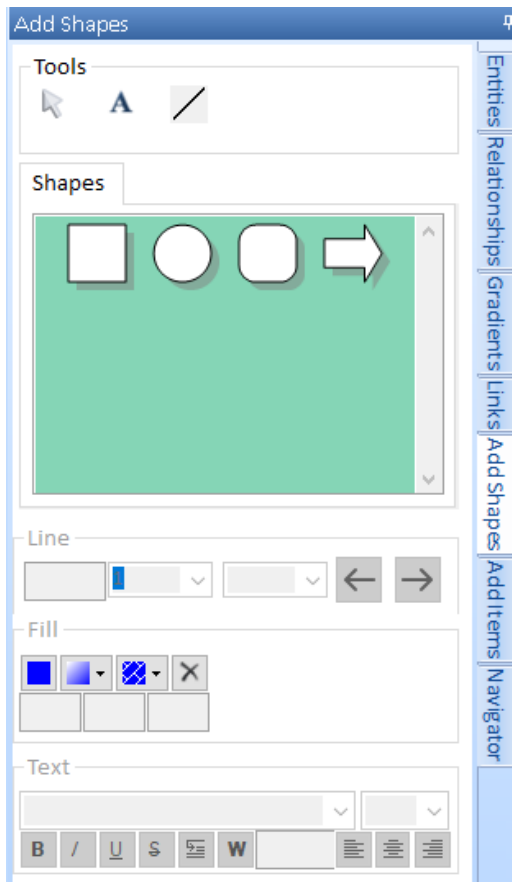 Add Shapes
Tools
A
Shapes
Line
1
Fill
Text
B I U S W
Entities
Relationships
Gradients
Links
Add Shapes
Add Items
Navigator